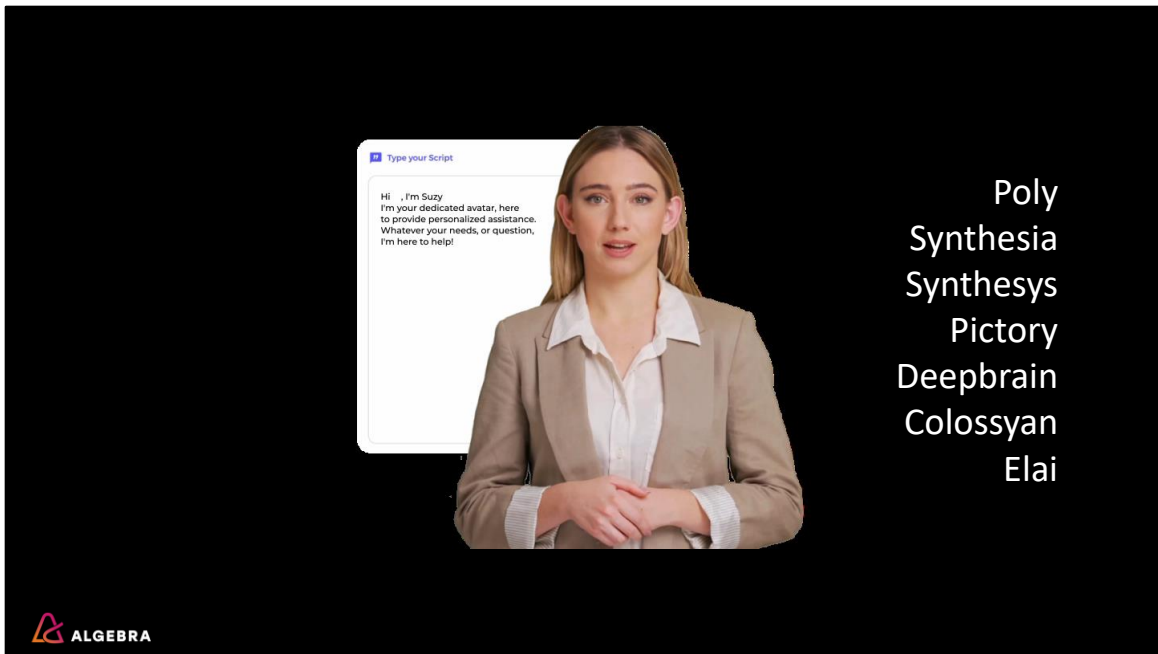 Type your Script
Hi , I'm Suzy
I'm your dedicated avatar, here
to provide personalized assistance.
Whatever your needs, or question,
I'm here to help!
Poly
Synthesia
Synthesys
Pictory
Deepbrain
Colossyan
Elai
ALGEBRA